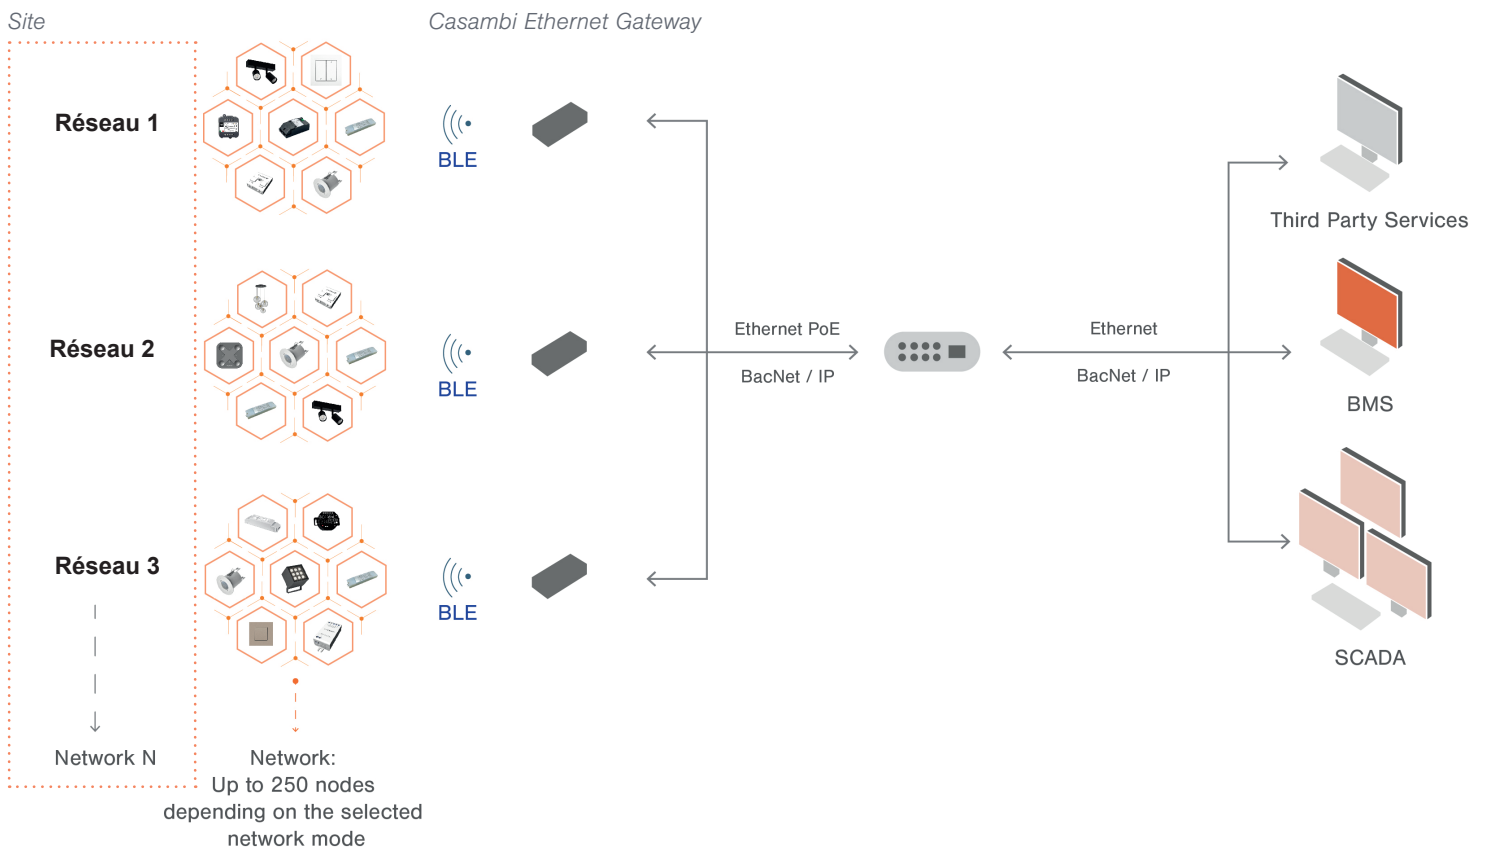 Site
Casambi Ethernet Gateway
Réseau 1
BLE
Third Party Services
Réseau 2
BLE
Ethernet PoE
BacNet / IP
Ethernet
BacNet / IP
BMS
Réseau 3
BLE
SCADA
Network N
Network:
Up to 250 nodes
depending on the selected
network mode